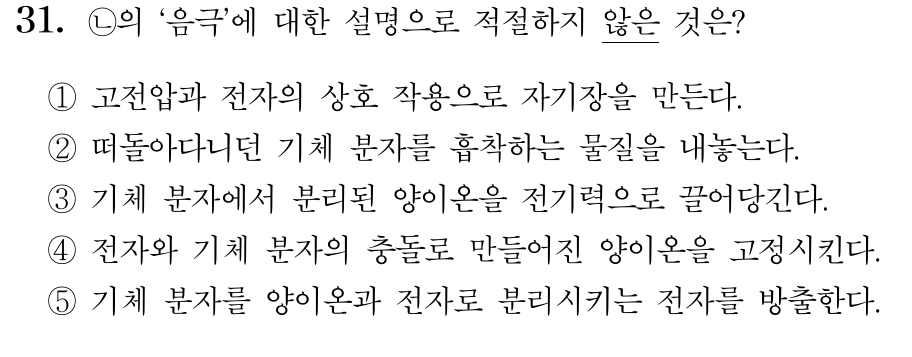 31. ㉡의 ‘음극’에 대한 설명으로 적절하지 않은 것은?
① 고전압과 전자의 상호 작용으로 자기장을 만든다.
② 떠돌아다니던 기체 분자를 흡착하는 물질을 내놓는다.
③ 기체 분자에서 분리된 양이온을 전기력으로 끌어당긴다.
④ 전자와 기체 분자의 충돌로 만들어진 양이온을 고정시킨다.
⑤ 기체 분자를 양이온과 전자로 분리시키는 전자를 방출한다.